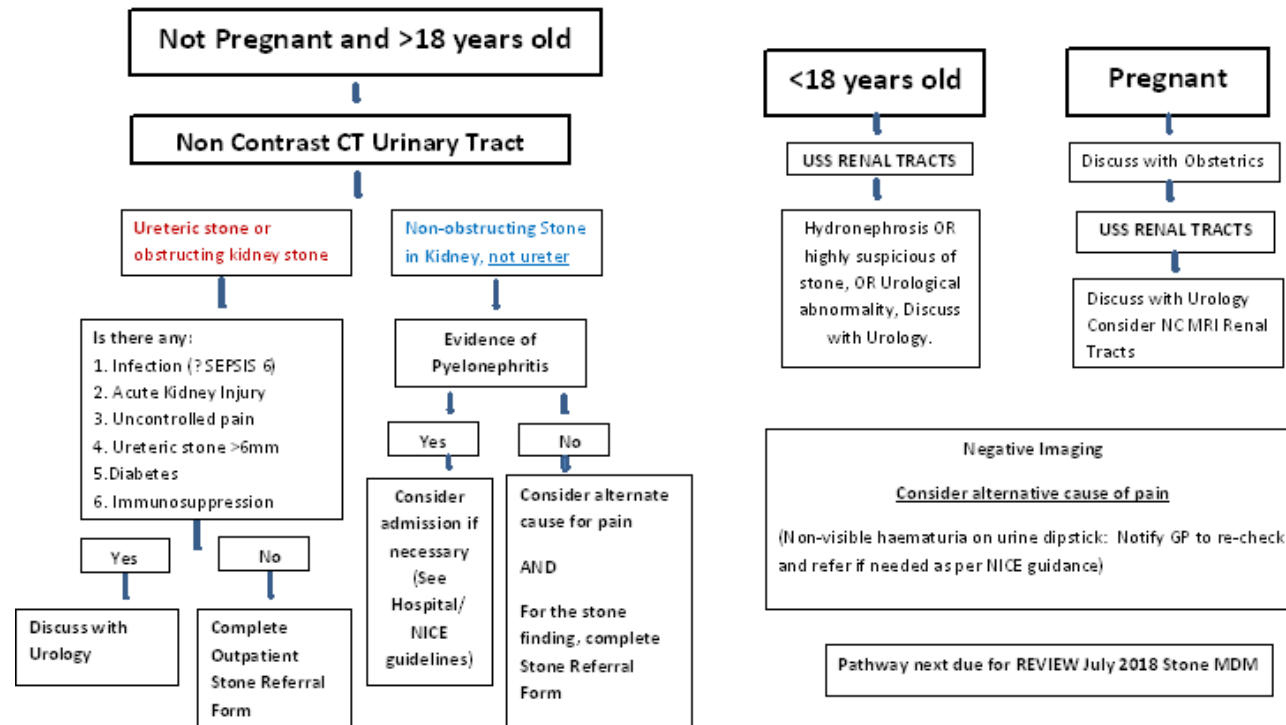 Not Pregnant and >18 years old
Non Contrast CT Urinary Tract
Ureteric stone or
obstructing kidney stone
Non-obstructing Stone
in Kidney, not ureter
Is there any:
1. Infection (? SEPSIS 6)
2. Acute Kidney Injury
3. Uncontrolled pain
4. Ureteric stone >6mm
5.Diabetes
6. Immunosuppression
Evidence of
Pyelonephritis
Yes
No
Discuss with
Urology
Complete
Outpatient
Stone Referral
Form
Yes
No
Consider
admission if
necessary
(See
Hospital/
NICE
guidelines)
Consider alternate
cause for pain
AND
For the stone
finding, complete
Stone Referral
Form
<18 years old
USS RENAL TRACTS
Hydronephrosis OR
highly suspicious of
stone, OR Urological
abnormality, Discuss
with Urology.
Pregnant
Discuss with Obstetrics
USS RENAL TRACTS
Discuss with Urology
Consider NC MRI Renal
Tracts
Negative Imaging
Consider alternative cause of pain
(Non-visible haematuria on urine dipstick: Notify GP to re-check
and refer if needed as per NICE guidance)
Pathway next due for REVIEW July 2018 Stone MDM